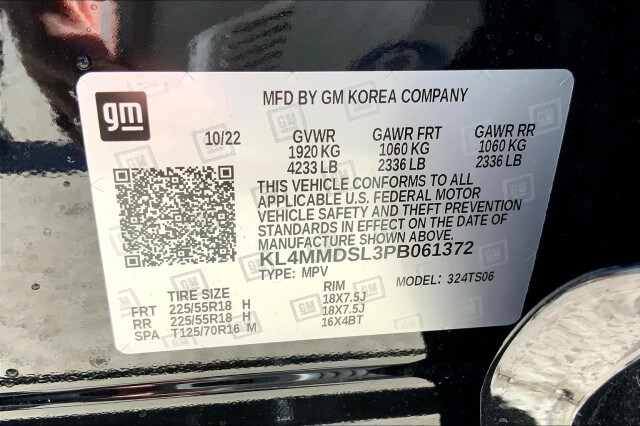 gm
MFD BY GM KOREA COMPANY
10/22 GVWR GAWR FRT GAWR RR
1920 KG 1060 KG 1060 KG
4233 LB 2336 LB 2336 LB
THIS VEHICLE CONFORMS TO ALL
APPLICABLE U.S. FEDERAL MOTOR
VEHICLE SAFETY AND THEFT PREVENTION
STANDARDS IN EFFECT ON THE DATE OF
MANUFACTURE SHOWN ABOVE.
KL4MMDSL3PB061372
TYPE: MPV MODEL: 324TS06
TIRE SIZE RIM
FRT 225/55R18 H 18X7.5J
RR 225/55R18 H 18X7.5J
SPA T125/70R16 M 16X4BT